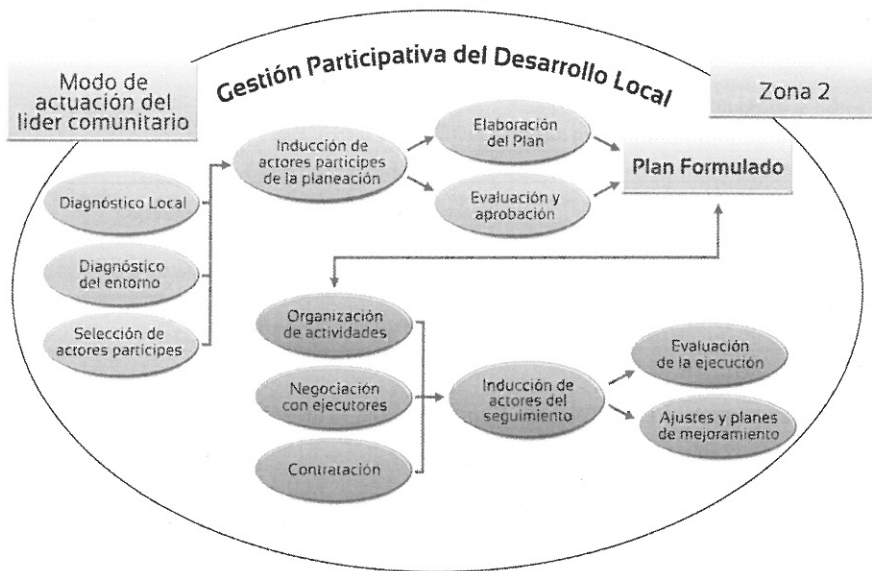 Gestión Participativa del Desarrollo Local
Modo de
actuación del
lider comunitario
Zona 2
Inducción de
actores partícipes
de la planeación
Elaboración
del Plan
Evaluación y
aprobación
Plan Formulado
Diagnóstico Local
Diagnóstico
del entorno
Selección de
actores partícipes
Organización
de actividades
Negociación
con ejecutores
Contratación
Inducción de
actores del
seguimiento
Evaluación
de la ejecución
Ajustes y planes
de mejoramiento